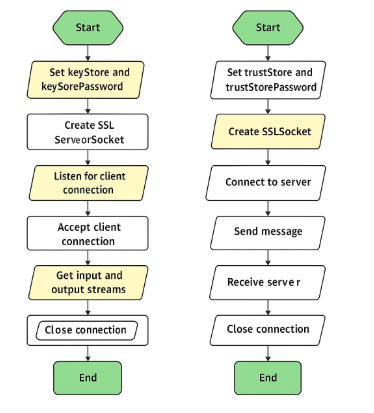 Start
Set keyStore and
keySorePassword
Create SSL
ServeorSocket
Listen for client
connection
Accept client
connection
Get input and
output streams
Close connection
End
Start
Set trustStore and
trustStorePassword
Create SSLSocket
Connect to server
Send message
Receive server
Close connection
End